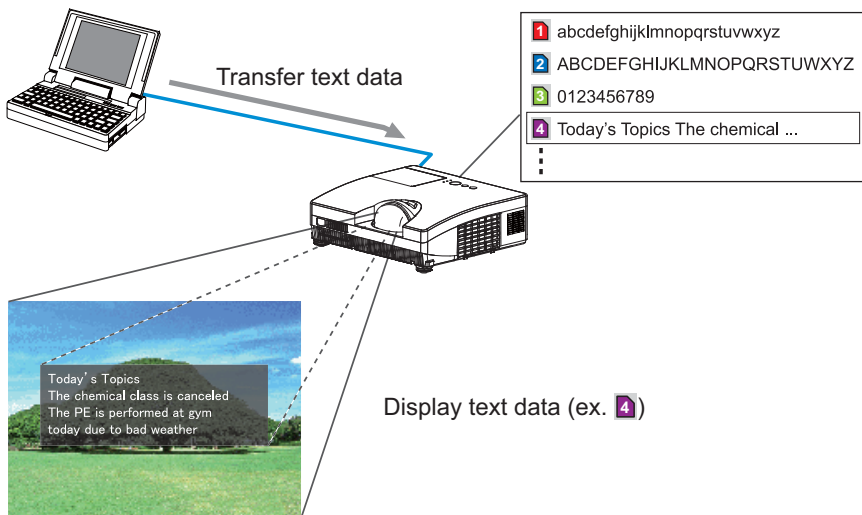 Transfer text data
1 abcdefghijklmnopqrstuvwxyz
2 ABCDEFGHIJKLMNOPQRSTUWXYZ
3 0123456789
4 Today's Topics The chemical ...
Today's Topics
The chemical class is canceled
The PE is performed at gym
today due to bad weather
Display text data (ex. 4)